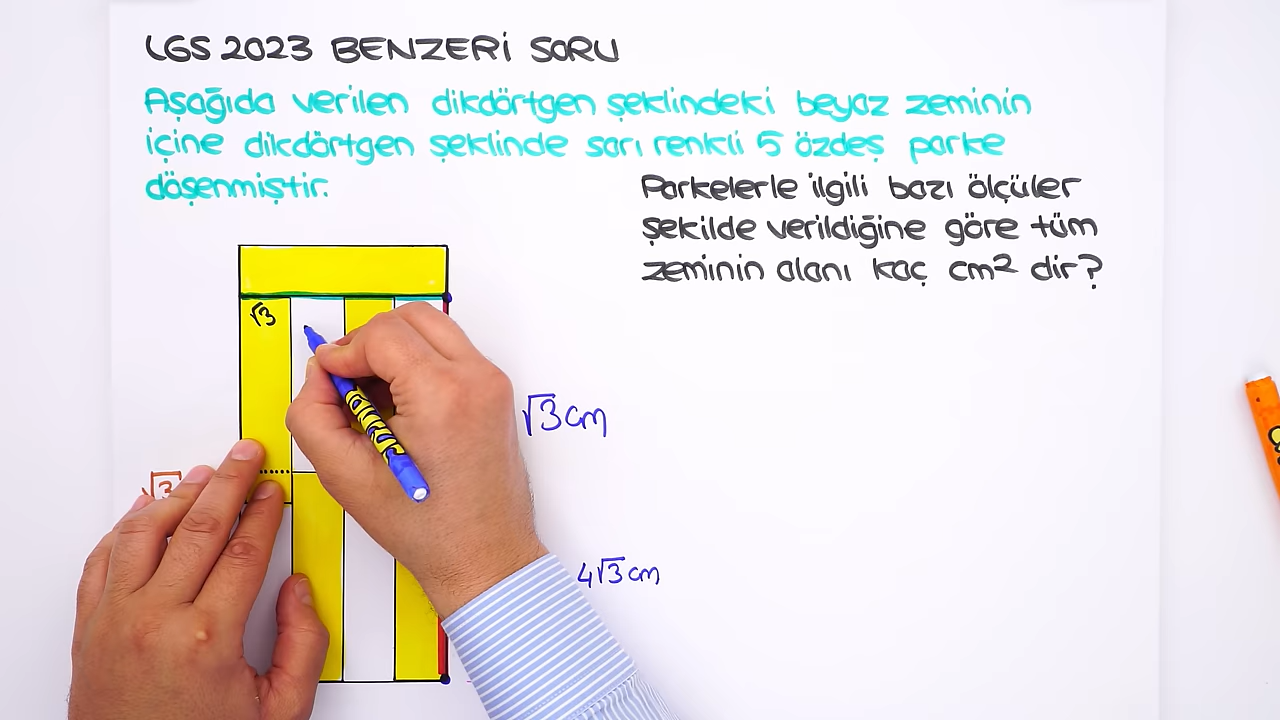 LGS 2023 BENZERİ SORU
Aşağıda verilen dikdörtgen şeklindeki beyaz zeminin
içine dikdörtgen şeklinde sarı renkli 5 özdeş parke
döşenmiştir.
Parkelerle ilgili bazı ölçüler
şekilde verildiğine göre tüm
zeminin alanı kaç cm² dir?
√3
√3 cm
√3
4√3 cm